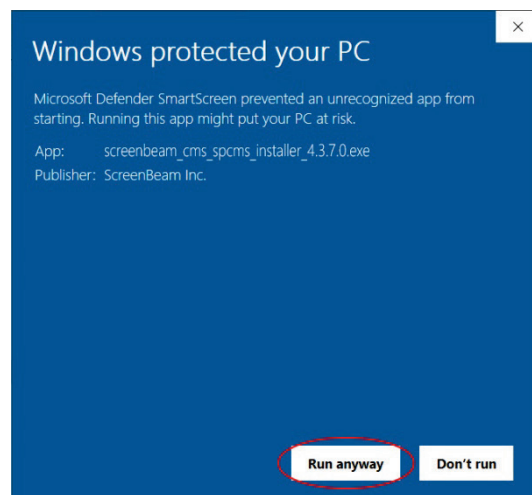 Windows protected your PC
Microsoft Defender SmartScreen prevented an unrecognized app from
starting. Running this app might put your PC at risk.
App: screenbeam_cms_spcms_installer_4.3.7.0.exe
Publisher: ScreenBeam Inc.
Run anyway Don't run